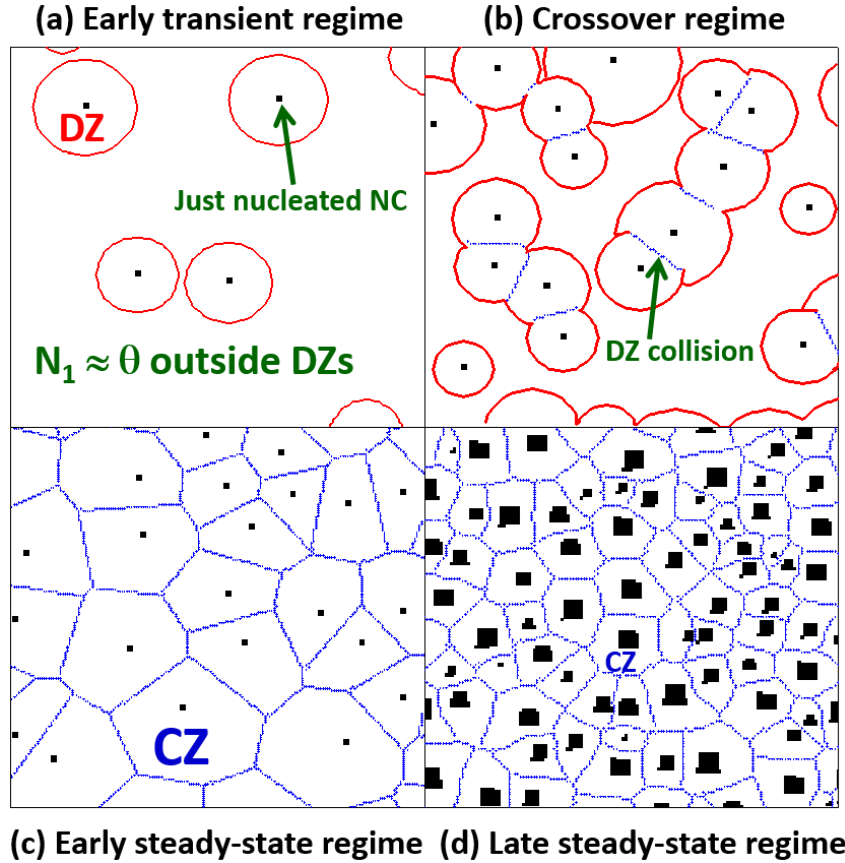 (a) Early transient regime
(b) Crossover regime
DZ
Just nucleated NC
N₁ ≈ θ outside DZs
DZ collision
CZ
CZ
(c) Early steady-state regime
(d) Late steady-state regime